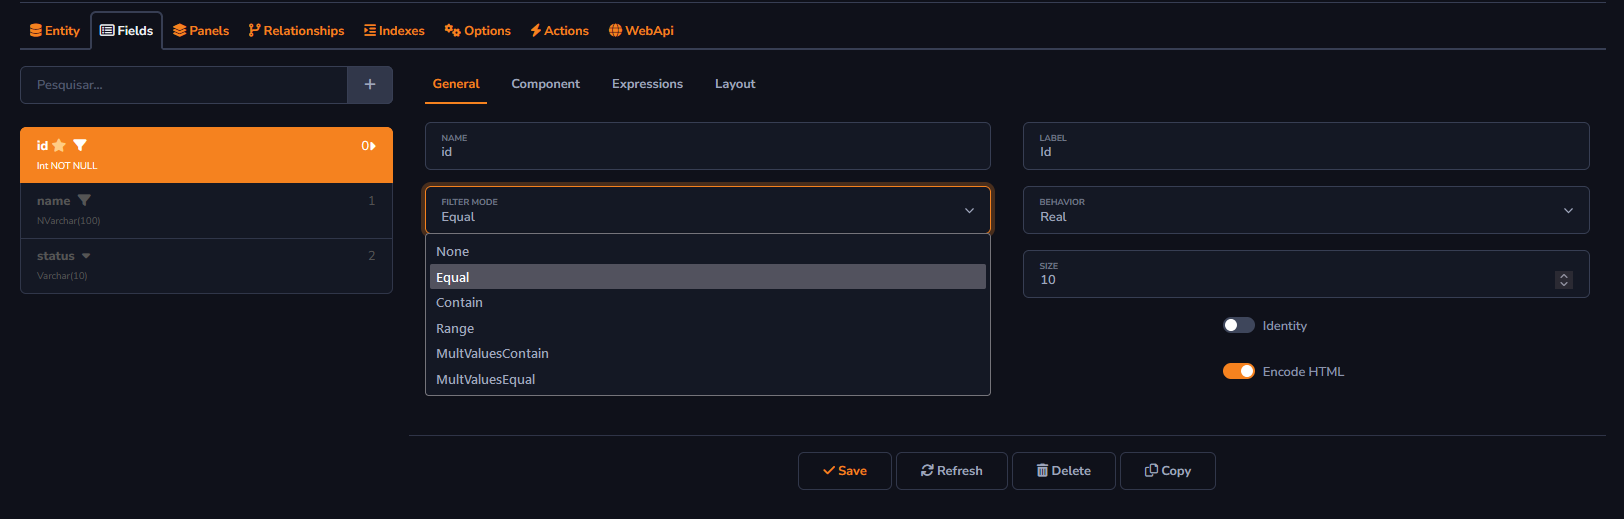 Entity Fields Panels Relationships Indexes Options Actions WebApi
Pesquisar...
General Component Expressions Layout
id 0
Int NOT NULL
name 1
NVarchar(100)
status 2
Varchar(10)
NAME
id
LABEL
Id
FILTER MODE
Equal
BEHAVIOR
Real
None
Equal
Contain
Range
MultValuesContain
MultValuesEqual
SIZE
10
Identity
Encode HTML
Save Refresh Delete Copy